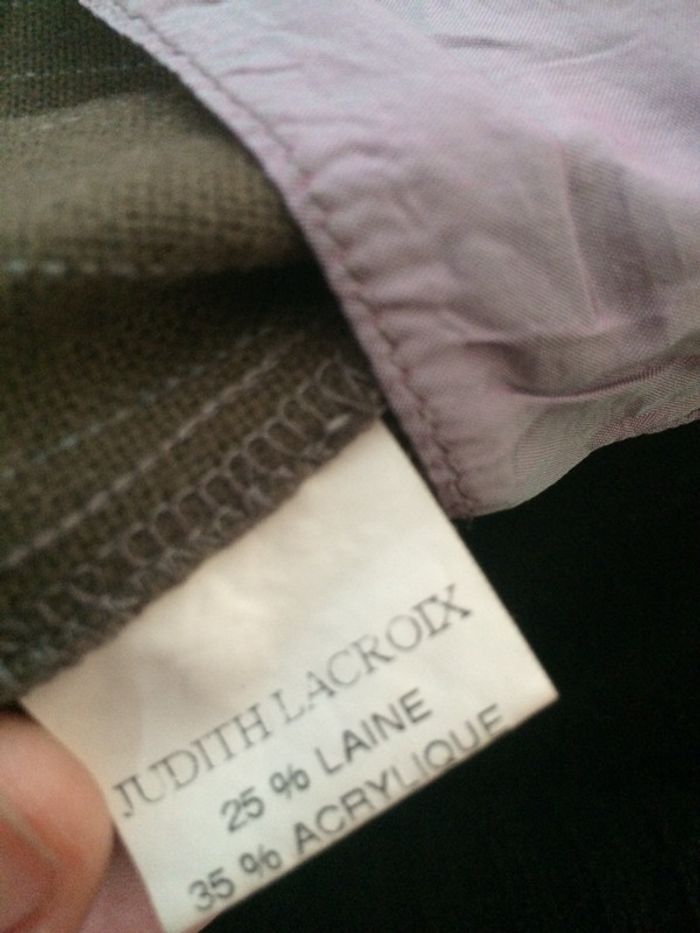 JUDITH LACROIX
25 % LAINE
35 % ACRYLIQUE